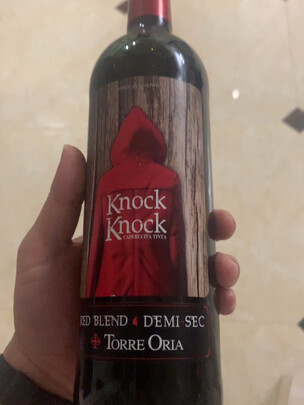 Knock
Knock
CAPERUCITA TINTA
RED BLEND DEMI SEC
TORRE ORIA